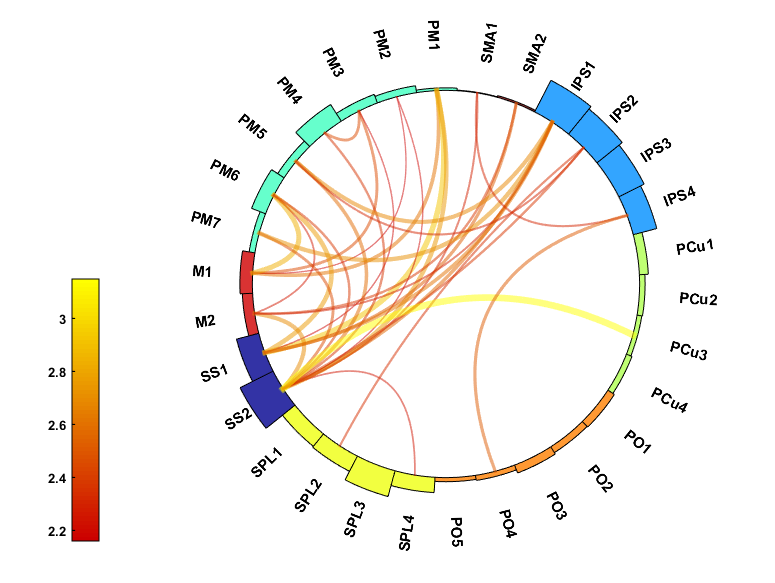 PM1
SMA1
SMA2
IPS1
IPS2
IPS3
IPS4
PCu1
PCu2
PCu3
PCu4
PO1
PO2
PO3
PO4
PO5
SPL4
SPL3
SPL2
SPL1
SS2
SS1
M2
M1
PM7
PM6
PM5
PM4
PM3
PM2
3
2.8
2.6
2.4
2.2